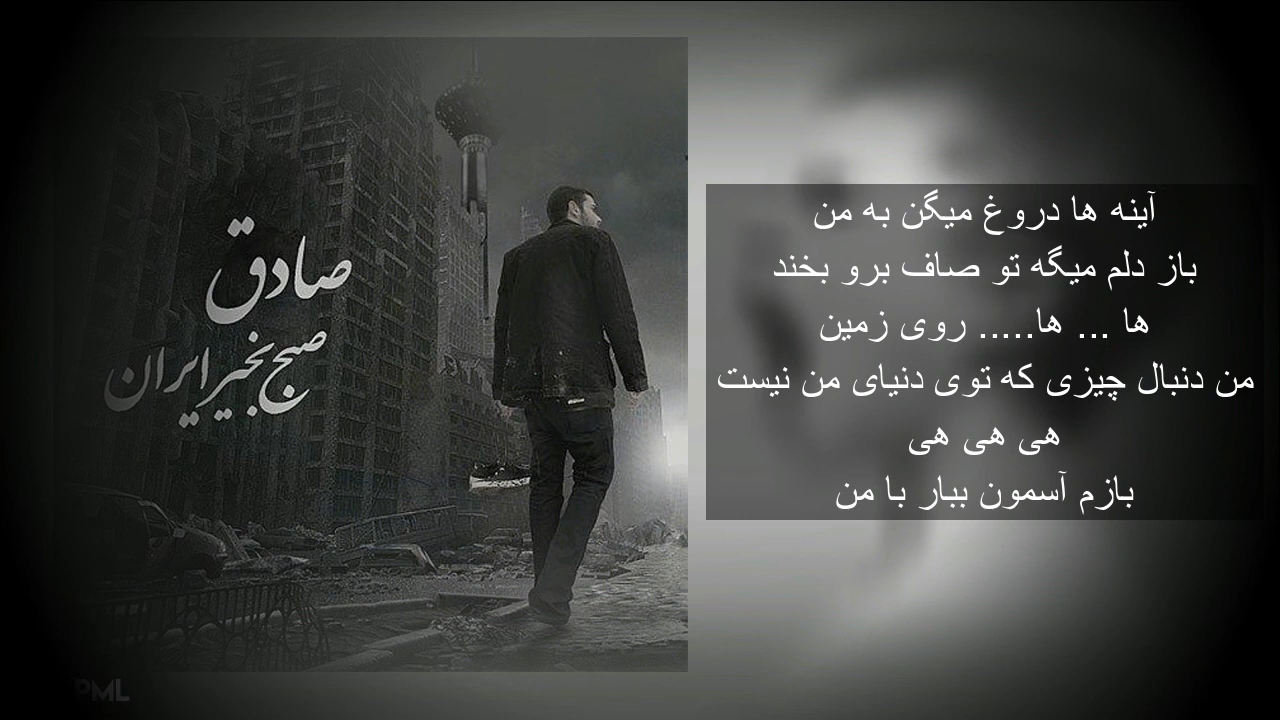 صادق
صبح بخیر ایران
آینه ها دروغ میگن به من
باز دلم میگه تو صاف برو بخند
ها ... ها..... روی زمین
من دنبال چیزی که توی دنیای من نیست
هی هی هی
بازم آسمون ببار با من
PML